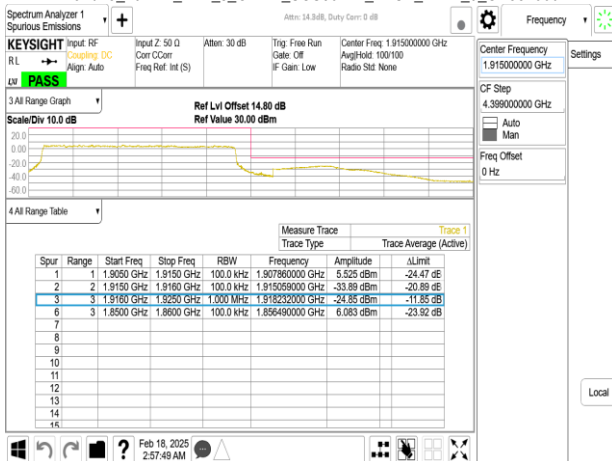 Spectrum Analyzer 1
Spurious Emissions
Attn: 14.8dB, Duty Corr: 0 dB
Frequency
KEYSIGHT
Input: RF
Coupling: DC
Align: Auto
Input Z: 50 Ω
Corr CCorr
Freq Ref: Int (S)
Atten: 30 dB
Trig: Free Run
Gate: Off
IF Gain: Low
Center Freq: 1.915000000 GHz
Avg|Hold: 100/100
Radio Std: None
RL
LXI
PASS
Center Frequency
1.915000000 GHz
Settings
CF Step
4.399000000 GHz
Auto
Man
Freq Offset
0 Hz
3 All Range Graph
Ref Lvl Offset 14.80 dB
Scale/Div 10.0 dB
Ref Value 30.00 dBm
20.0
0.00
-20.0
-40.0
-60.0
4 All Range Table
Measure Trace Trace 1
Trace Type Trace Average (Active)
Spur Range Start Freq Stop Freq RBW Frequency Amplitude ΔLimit
1 1 1.9050 GHz 1.9150 GHz 100.0 kHz 1.907860000 GHz 5.525 dBm -24.47 dB
2 2 1.9150 GHz 1.9160 GHz 100.0 kHz 1.915059000 GHz -33.89 dBm -20.89 dB
3 3 1.9160 GHz 1.9250 GHz 1.000 MHz 1.918232000 GHz -24.85 dBm -11.85 dB
6 3 1.8500 GHz 1.8600 GHz 100.0 kHz 1.856490000 GHz 6.083 dBm -23.92 dB
7
8
9
10
11
12
13
14
15
Local
Feb 18, 2025
2:57:49 AM